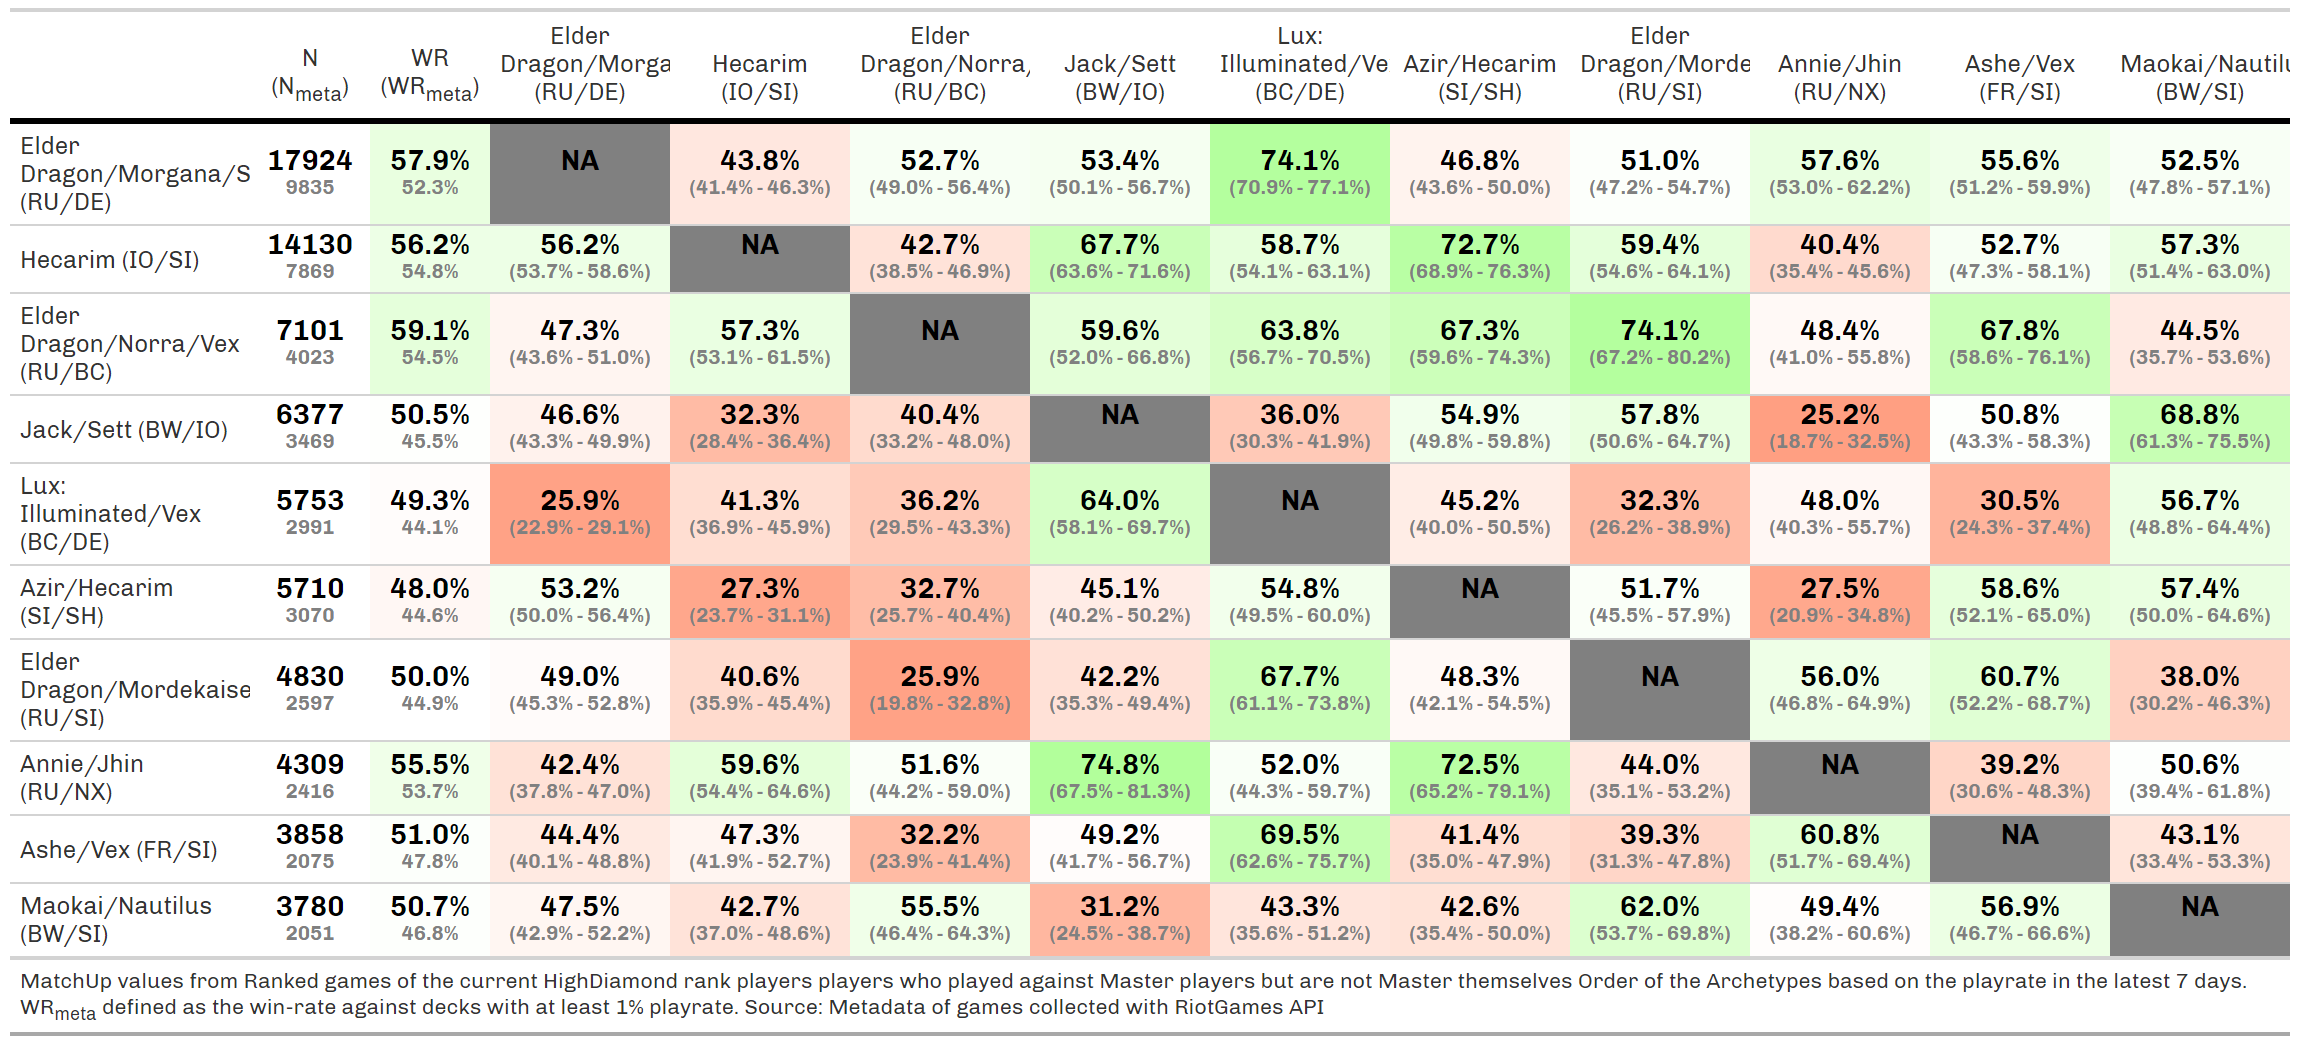 N (Nmeta) WR (WRmeta) Elder Dragon/Morga (RU/DE) Hecarim (IO/SI) Elder Dragon/Norra/ (RU/BC) Jack/Sett (BW/IO) Lux: Illuminated/Ve (BC/DE) Azir/Hecarim (SI/SH) Elder Dragon/Morde (RU/SI) Annie/Jhin (RU/NX) Ashe/Vex (FR/SI) Maokai/Nautilu (BW/SI)
Elder Dragon/Morgana/S (RU/DE) 17924 57.9% NA 43.8% 52.7% 53.4% 74.1% 46.8% 51.0% 57.6% 55.6% 52.5%
9835 52.3% (41.4% - 46.3%) (49.0% - 56.4%) (50.1% - 56.7%) (70.9% - 77.1%) (43.6% - 50.0%) (47.2% - 54.7%) (53.0% - 62.2%) (51.2% - 59.9%) (47.8% - 57.1%)
Hecarim (IO/SI) 14130 56.2% 56.2% NA 42.7% 67.7% 58.7% 72.7% 59.4% 40.4% 52.7% 57.3%
7869 54.8% (53.7% - 58.6%) (38.5% - 46.9%) (63.6% - 71.6%) (54.1% - 63.1%) (68.9% - 76.3%) (54.6% - 64.1%) (35.4% - 45.6%) (47.3% - 58.1%) (51.4% - 63.0%)
Elder Dragon/Norra/Vex (RU/BC) 7101 59.1% 47.3% 57.3% NA 59.6% 63.8% 67.3% 74.1% 48.4% 67.8% 44.5%
4023 54.5% (43.6% - 51.0%) (53.1% - 61.5%) (52.0% - 66.8%) (56.7% - 70.5%) (59.6% - 74.3%) (67.2% - 80.2%) (41.0% - 55.8%) (58.6% - 76.1%) (35.7% - 53.6%)
Jack/Sett (BW/IO) 6377 50.5% 46.6% 32.3% 40.4% NA 36.0% 54.9% 57.8% 25.2% 50.8% 68.8%
3469 45.5% (43.3% - 49.9%) (28.4% - 36.4%) (33.2% - 48.0%) (30.3% - 41.9%) (49.8% - 59.8%) (50.6% - 64.7%) (18.7% - 32.5%) (43.3% - 58.3%) (61.3% - 75.5%)
Lux: Illuminated/Vex (BC/DE) 5753 49.3% 25.9% 41.3% 36.2% 64.0% NA 45.2% 32.3% 48.0% 30.5% 56.7%
2991 44.1% (22.9% - 29.1%) (36.9% - 45.9%) (29.5% - 43.3%) (58.1% - 69.7%) (40.0% - 50.5%) (26.2% - 38.9%) (40.3% - 55.7%) (24.3% - 37.4%) (48.8% - 64.4%)
Azir/Hecarim (SI/SH) 5710 48.0% 53.2% 27.3% 32.7% 45.1% 54.8% NA 51.7% 27.5% 58.6% 57.4%
3070 44.6% (50.0% - 56.4%) (23.7% - 31.1%) (25.7% - 40.4%) (40.2% - 50.2%) (49.5% - 60.0%) (45.5% - 57.9%) (20.9% - 34.8%) (52.1% - 65.0%) (50.0% - 64.6%)
Elder Dragon/Mordekaise (RU/SI) 4830 50.0% 49.0% 40.6% 25.9% 42.2% 67.7% 48.3% NA 56.0% 60.7% 38.0%
2597 44.9% (45.3% - 52.8%) (35.9% - 45.4%) (19.8% - 32.8%) (35.3% - 49.4%) (61.1% - 73.8%) (42.1% - 54.5%) (46.8% - 64.9%) (52.2% - 68.7%) (30.2% - 46.3%)
Annie/Jhin (RU/NX) 4309 55.5% 42.4% 59.6% 51.6% 74.8% 52.0% 72.5% 44.0% NA 39.2% 50.6%
2416 53.7% (37.8% - 47.0%) (54.4% - 64.6%) (44.2% - 59.0%) (67.5% - 81.3%) (44.3% - 59.7%) (65.2% - 79.1%) (35.1% - 53.2%) (30.6% - 48.3%) (39.4% - 61.8%)
Ashe/Vex (FR/SI) 3858 51.0% 44.4% 47.3% 32.2% 49.2% 69.5% 41.4% 39.3% 60.8% NA 43.1%
2075 47.8% (40.1% - 48.8%) (41.9% - 52.7%) (23.9% - 41.4%) (41.7% - 56.7%) (62.6% - 75.7%) (35.0% - 47.9%) (31.3% - 47.8%) (51.7% - 69.4%) (33.4% - 53.3%)
Maokai/Nautilus (BW/SI) 3780 50.7% 47.5% 42.7% 55.5% 31.2% 43.3% 42.6% 62.0% 49.4% 56.9% NA
2051 46.8% (42.9% - 52.2%) (37.0% - 48.6%) (46.4% - 64.3%) (24.5% - 38.7%) (35.6% - 51.2%) (35.4% - 50.0%) (53.7% - 69.8%) (38.2% - 60.6%) (46.7% - 66.6%)
MatchUp values from Ranked games of the current HighDiamond rank players players who played against Master players but are not Master themselves Order of the Archetypes based on the playrate in the latest 7 days.
WRmeta defined as the win-rate against decks with at least 1% playrate. Source: Metadata of games collected with RiotGames API